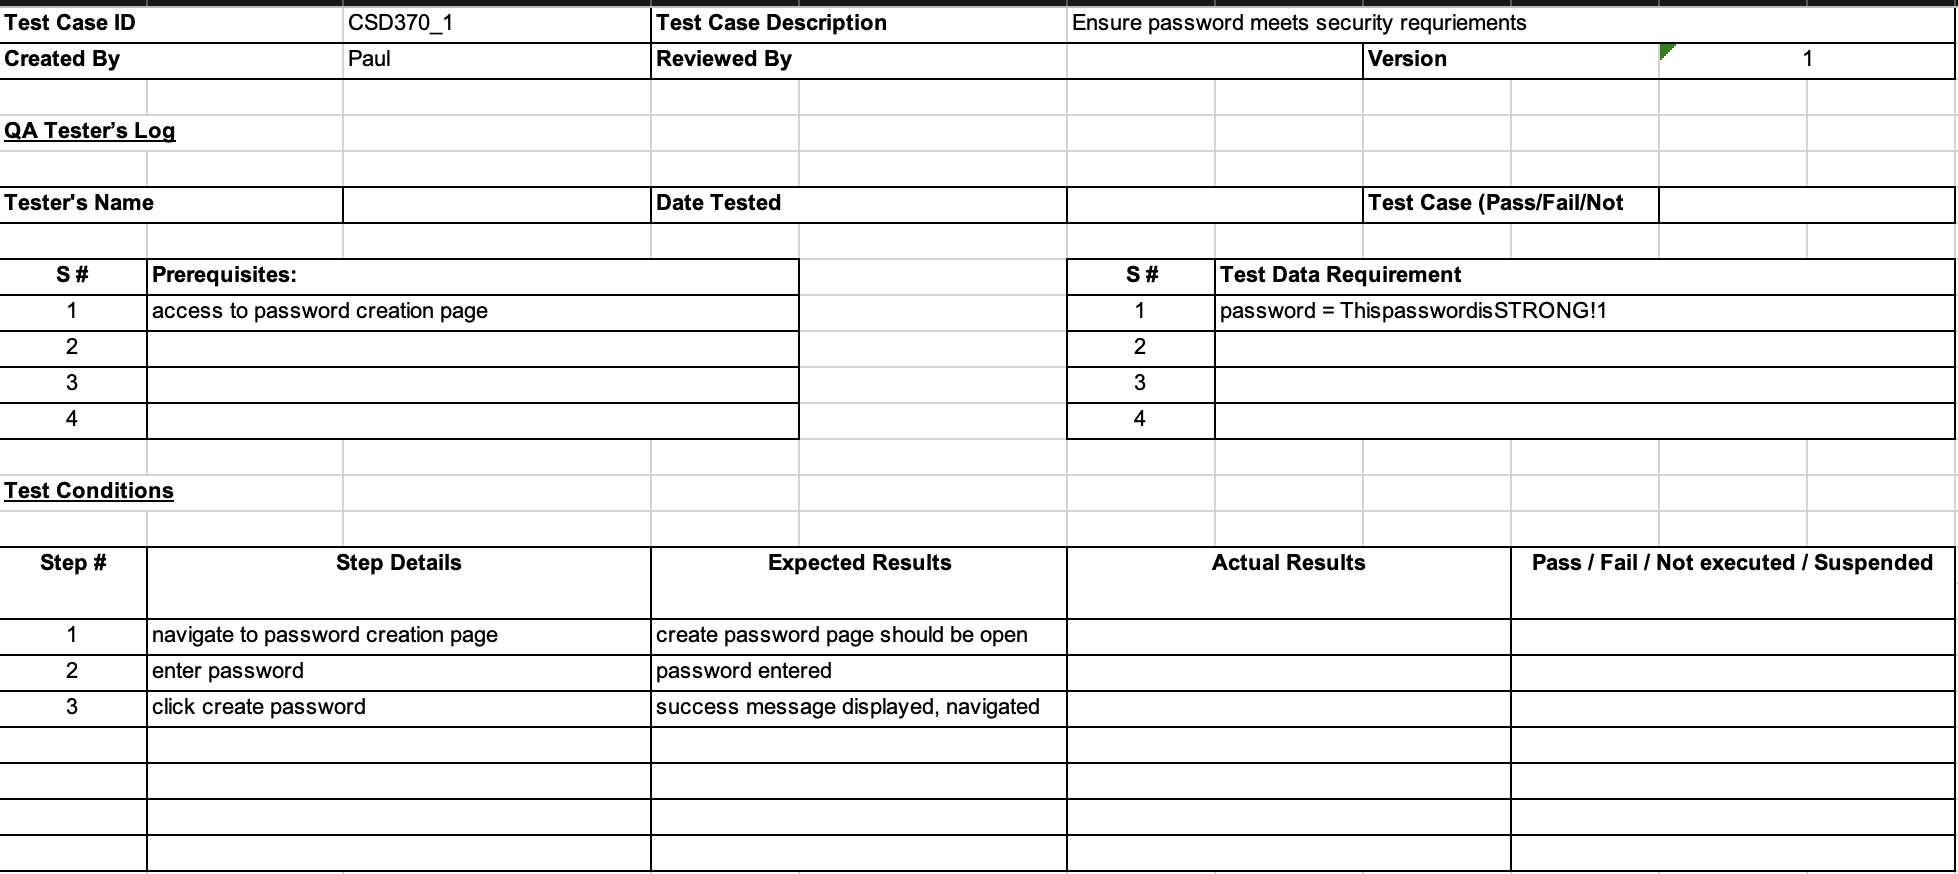 Test Case ID CSD370_1 Test Case Description Ensure password meets security requriements
Created By Paul Reviewed By Version 1
QA Tester's Log
Tester's Name Date Tested Test Case (Pass/Fail/Not
S # Prerequisites: S # Test Data Requirement
1 access to password creation page 1 password = ThispasswordisSTRONG!1
2 2
3 3
4 4
Test Conditions
Step # Step Details Expected Results Actual Results Pass / Fail / Not executed / Suspended
1 navigate to password creation page create password page should be open
2 enter password password entered
3 click create password success message displayed, navigated